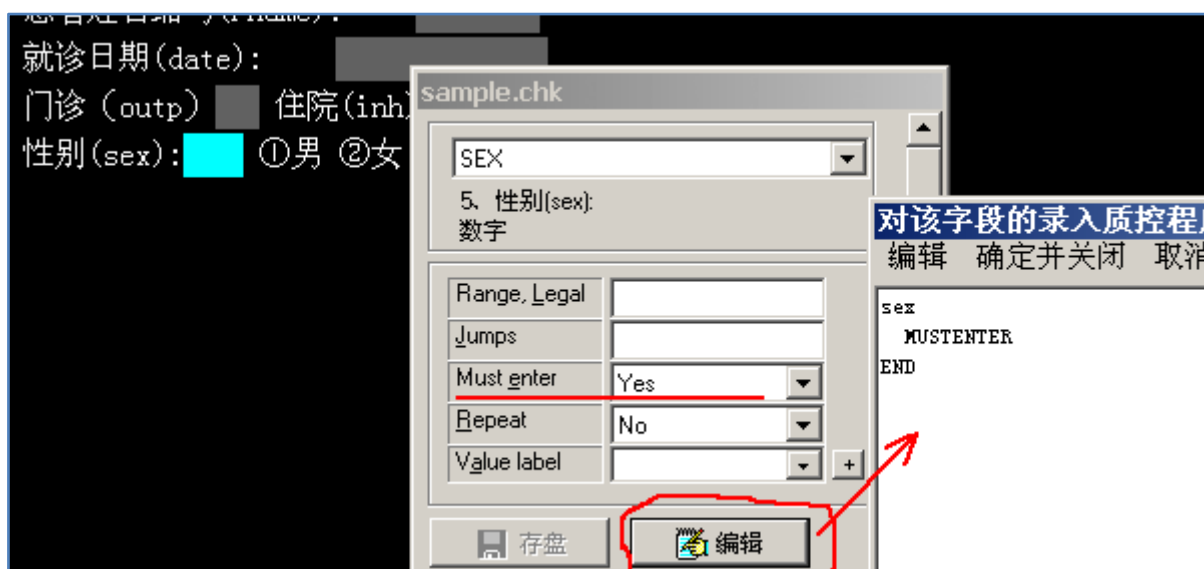 就诊日期(date):
门诊（outp） 住院(inh)
性别(sex): ①男 ②女
sample.chk
SEX
5、性别(sex):
数字
Range, Legal
Jumps
Must enter Yes
Repeat No
Value label +
存盘 编辑
对该字段的录入质控程
编辑 确定并关闭 取消
sex
MUSTENTER
END